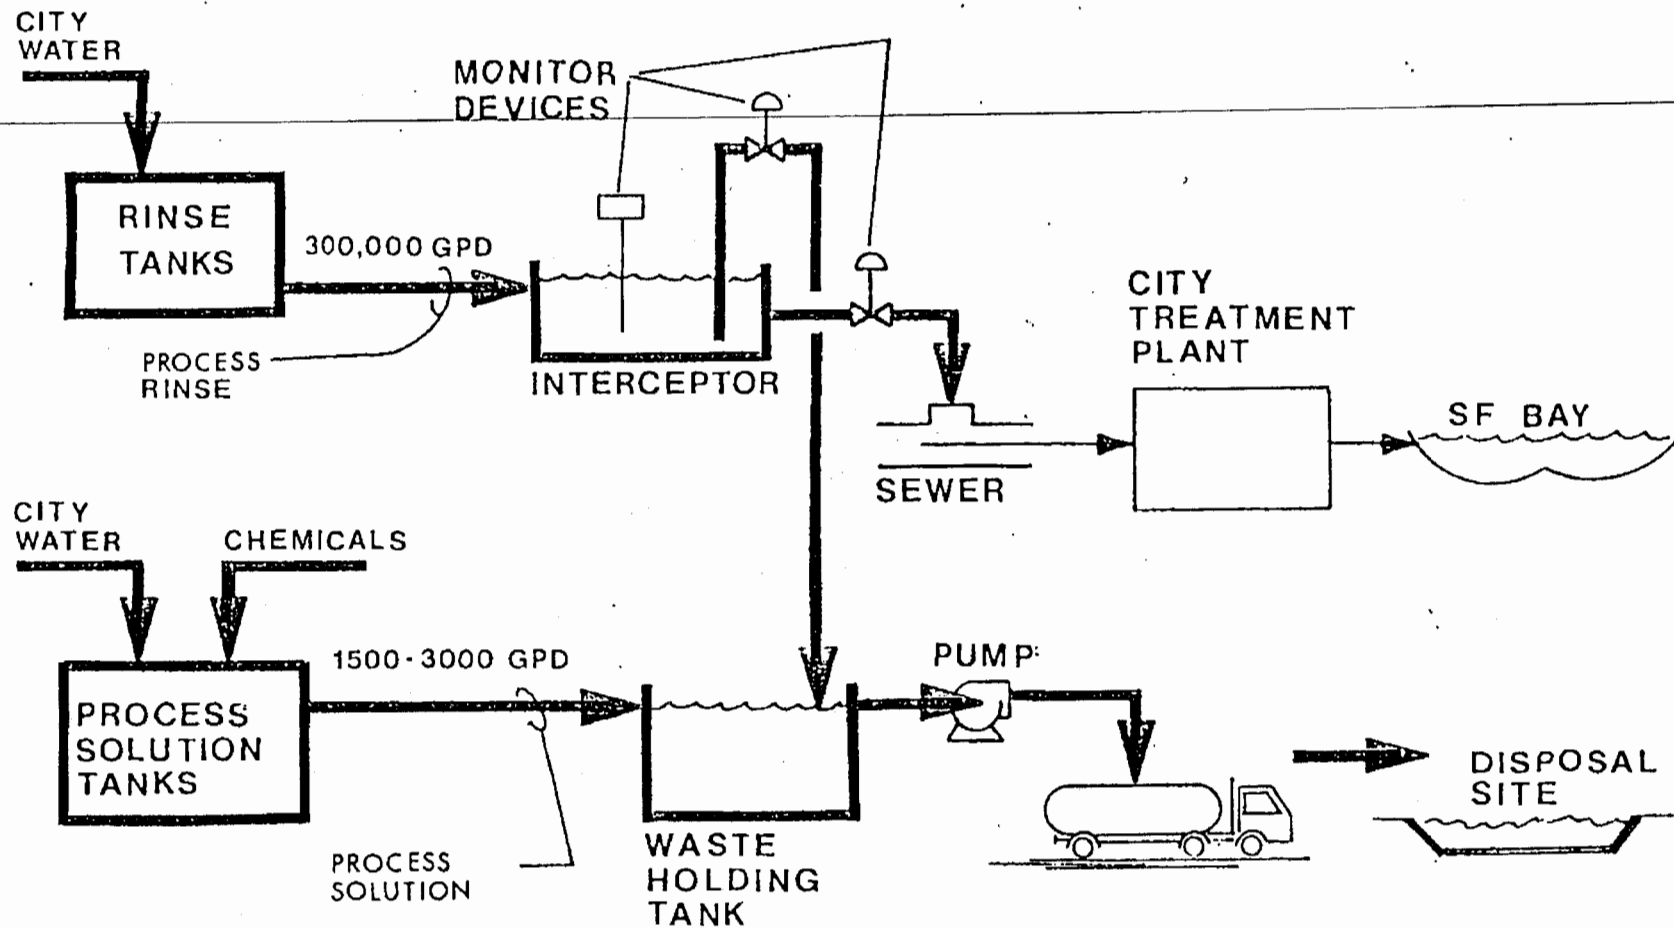 CITY
WATER
MONITOR
DEVICES
RINSE
TANKS
300,000 GPD
PROCESS
RINSE
INTERCEPTOR
CITY
TREATMENT
PLANT
SF BAY
SEWER
CITY
WATER
CHEMICALS
1500-3000 GPD
PROCESS
SOLUTION
TANKS
PROCESS
SOLUTION
WASTE
HOLDING
TANK
PUMP
DISPOSAL
SITE